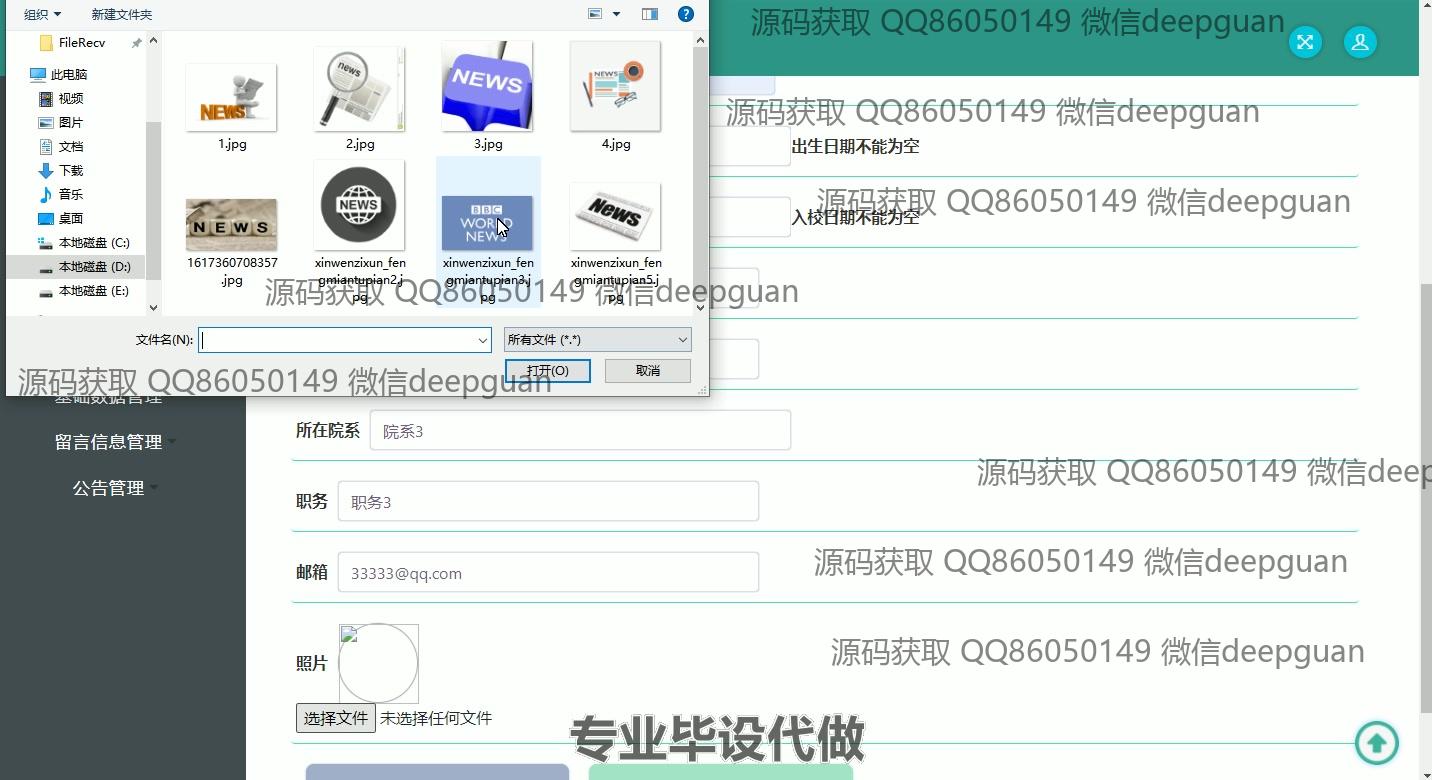 组织 新建文件夹
源码获取 QQ86050149 微信deepguan
FileRecv
此电脑
视频
图片
文档
下载
音乐
桌面
本地磁盘 (C:)
本地磁盘 (D:)
本地磁盘 (E:)
NEWS
news
NEWS
NEWS
1.jpg
2.jpg
3.jpg
4.jpg
NEWS
NEWS
BBC
WORLD
NEWS
News
1617360708357
.jpg
xinwenzixun_fen
gmiantupian2.j
pg
xinwenzixun_fen
gmiantupian3.j
pg
xinwenzixun_fen
gmiantupian5.j
pg
源码获取 QQ86050149 微信deepguan
文件名(N): 所有文件 (*.*)
打开(O) 取消
源码获取 QQ86050149 微信deepguan
源码获取 QQ86050149 微信deepguan
出生日期不能为空
源码获取 QQ86050149 微信deepguan
入校日期不能为空
基础数据管理
留言信息管理
公告管理
所在院系 院系3
源码获取 QQ86050149 微信deep
职务 职务3
邮箱 33333@qq.com
源码获取 QQ86050149 微信deepguan
照片
源码获取 QQ86050149 微信deepguan
选择文件 未选择任何文件
专业毕设代做